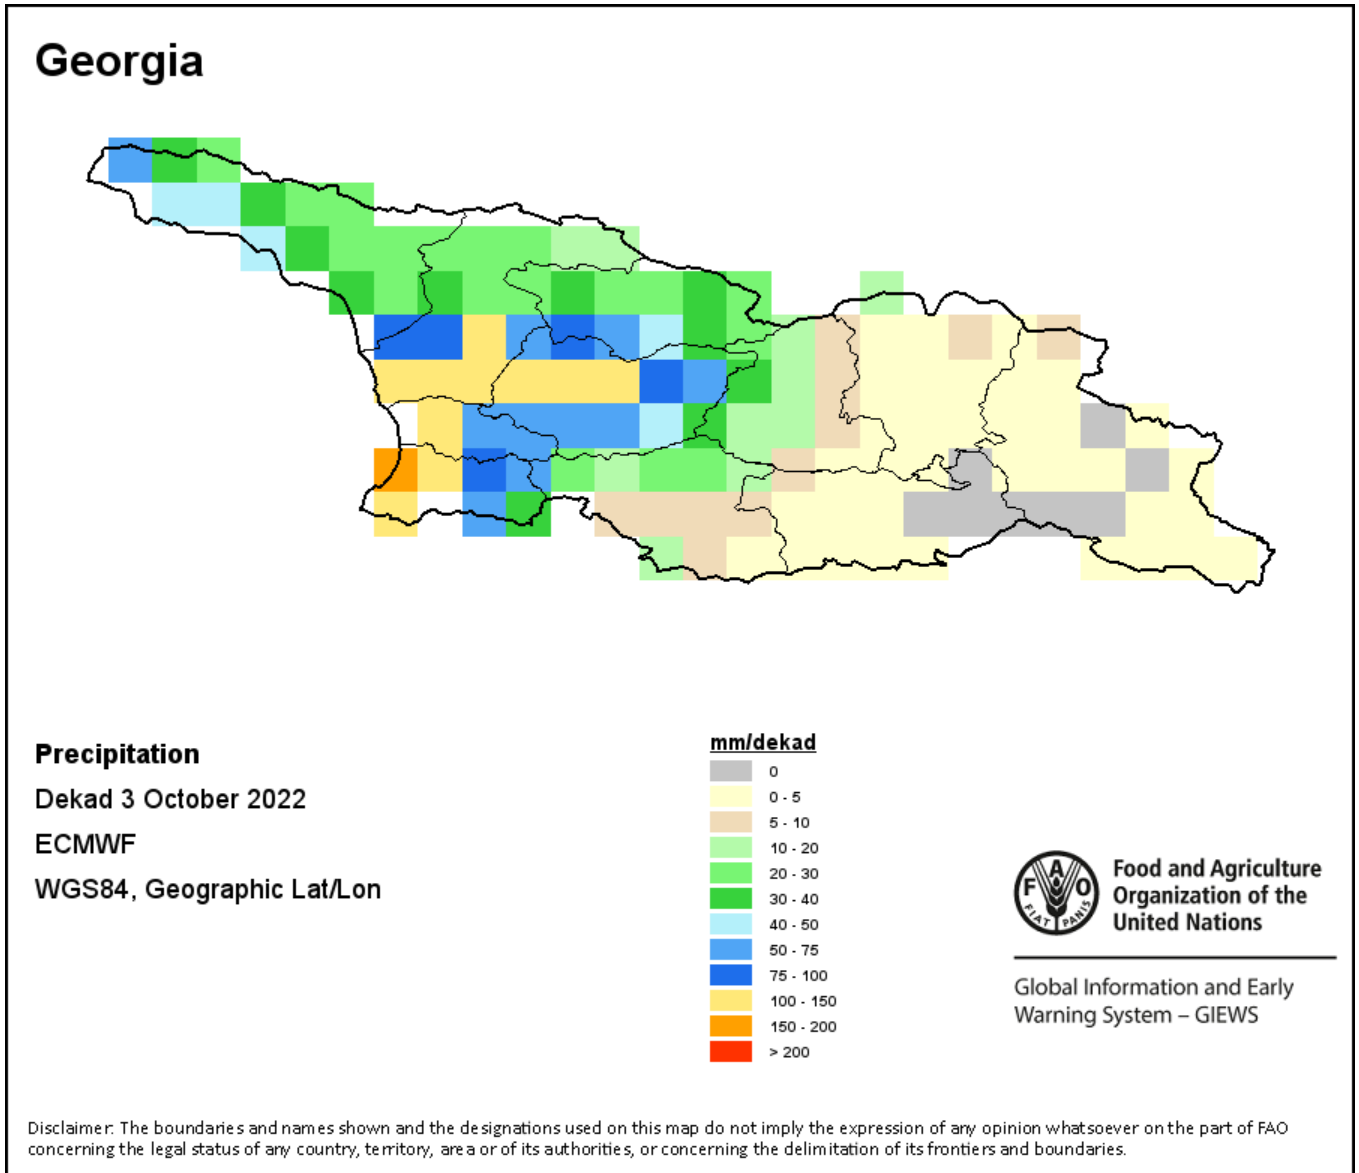 Georgia
Precipitation
Dekad 3 October 2022
ECMWF
WGS84, Geographic Lat/Lon
mm/dekad
0
0 - 5
5 - 10
10 - 20
20 - 30
30 - 40
40 - 50
50 - 75
75 - 100
100 - 150
150 - 200
> 200
F A O
FIAT PANIS
Food and Agriculture
Organization of the
United Nations
Global Information and Early
Warning System – GIEWS
Disclaimer: The boundaries and names shown and the designations used on this map do not imply the expression of any opinion whatsoever on the part of FAO
concerning the legal status of any country, territory, area or of its authorities, or concerning the delimitation of its frontiers and boundaries.